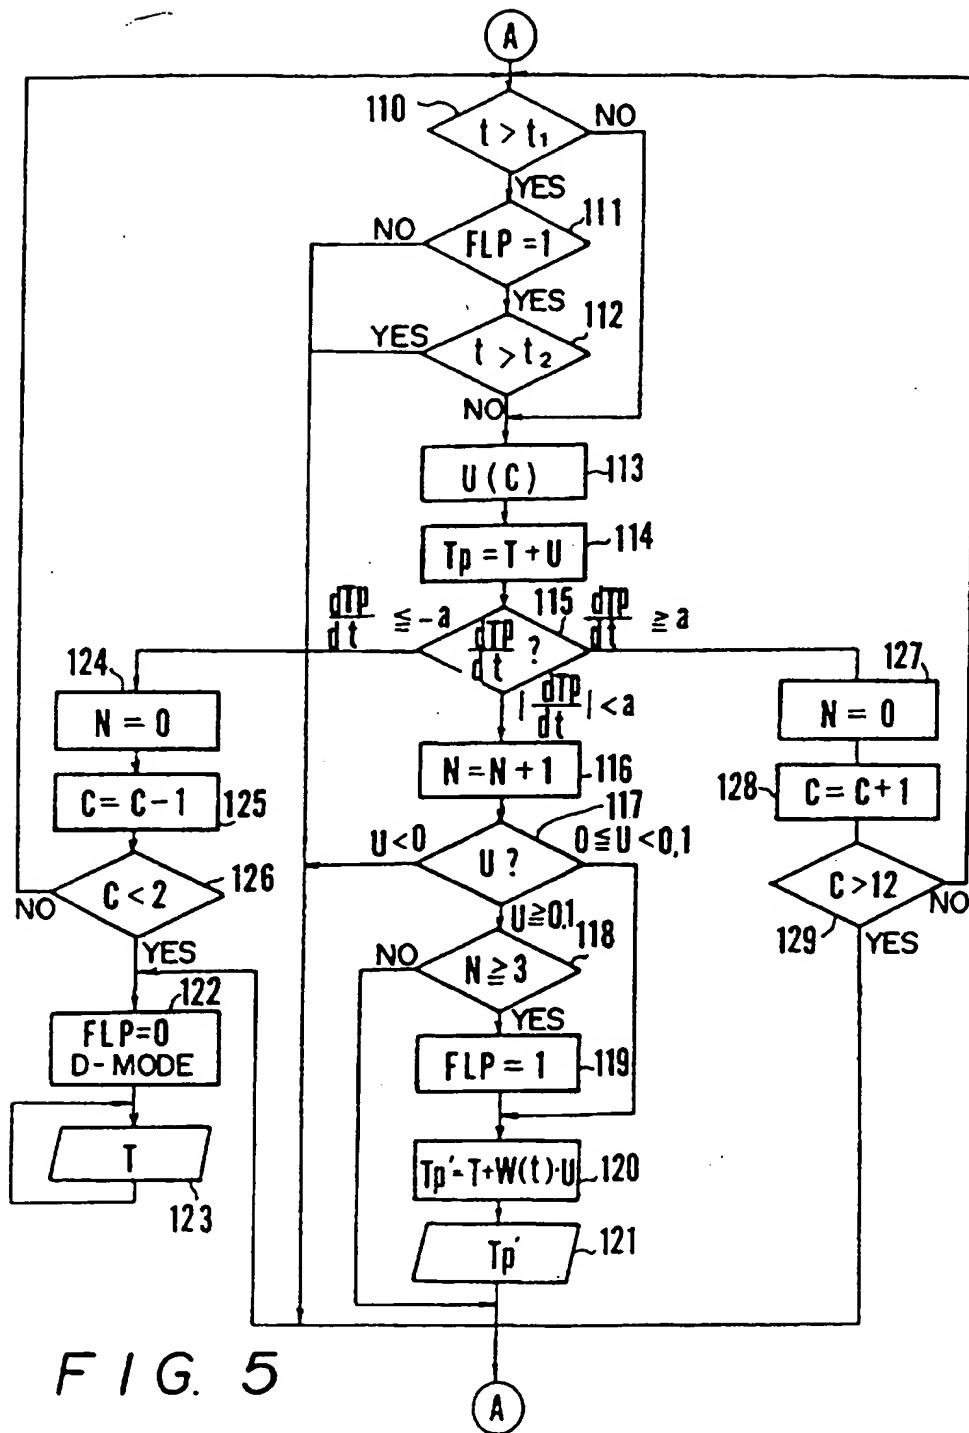 A
110
t > t1
NO
YES
111
NO
FLP = 1
YES
112
YES
t > t2
NO
U ( C )
113
Tp = T + U
114
dTp/dt ≦ -a
115
dTp/dt ≧ a
dTp/dt ?
| dTp/dt | < a
124
N = 0
127
N = 0
N = N + 1
116
C = C - 1
125
128
C = C + 1
117
U < 0
0 ≦ U < 0,1
U ?
C < 2
126
NO
C > 12
NO
129
YES
U ≧ 0.1
118
YES
NO
N ≧ 3
YES
122
FLP = 0
D - MODE
FLP = 1
119
T
123
Tp' = T + W(t)·U
120
Tp'
121
FIG. 5
A